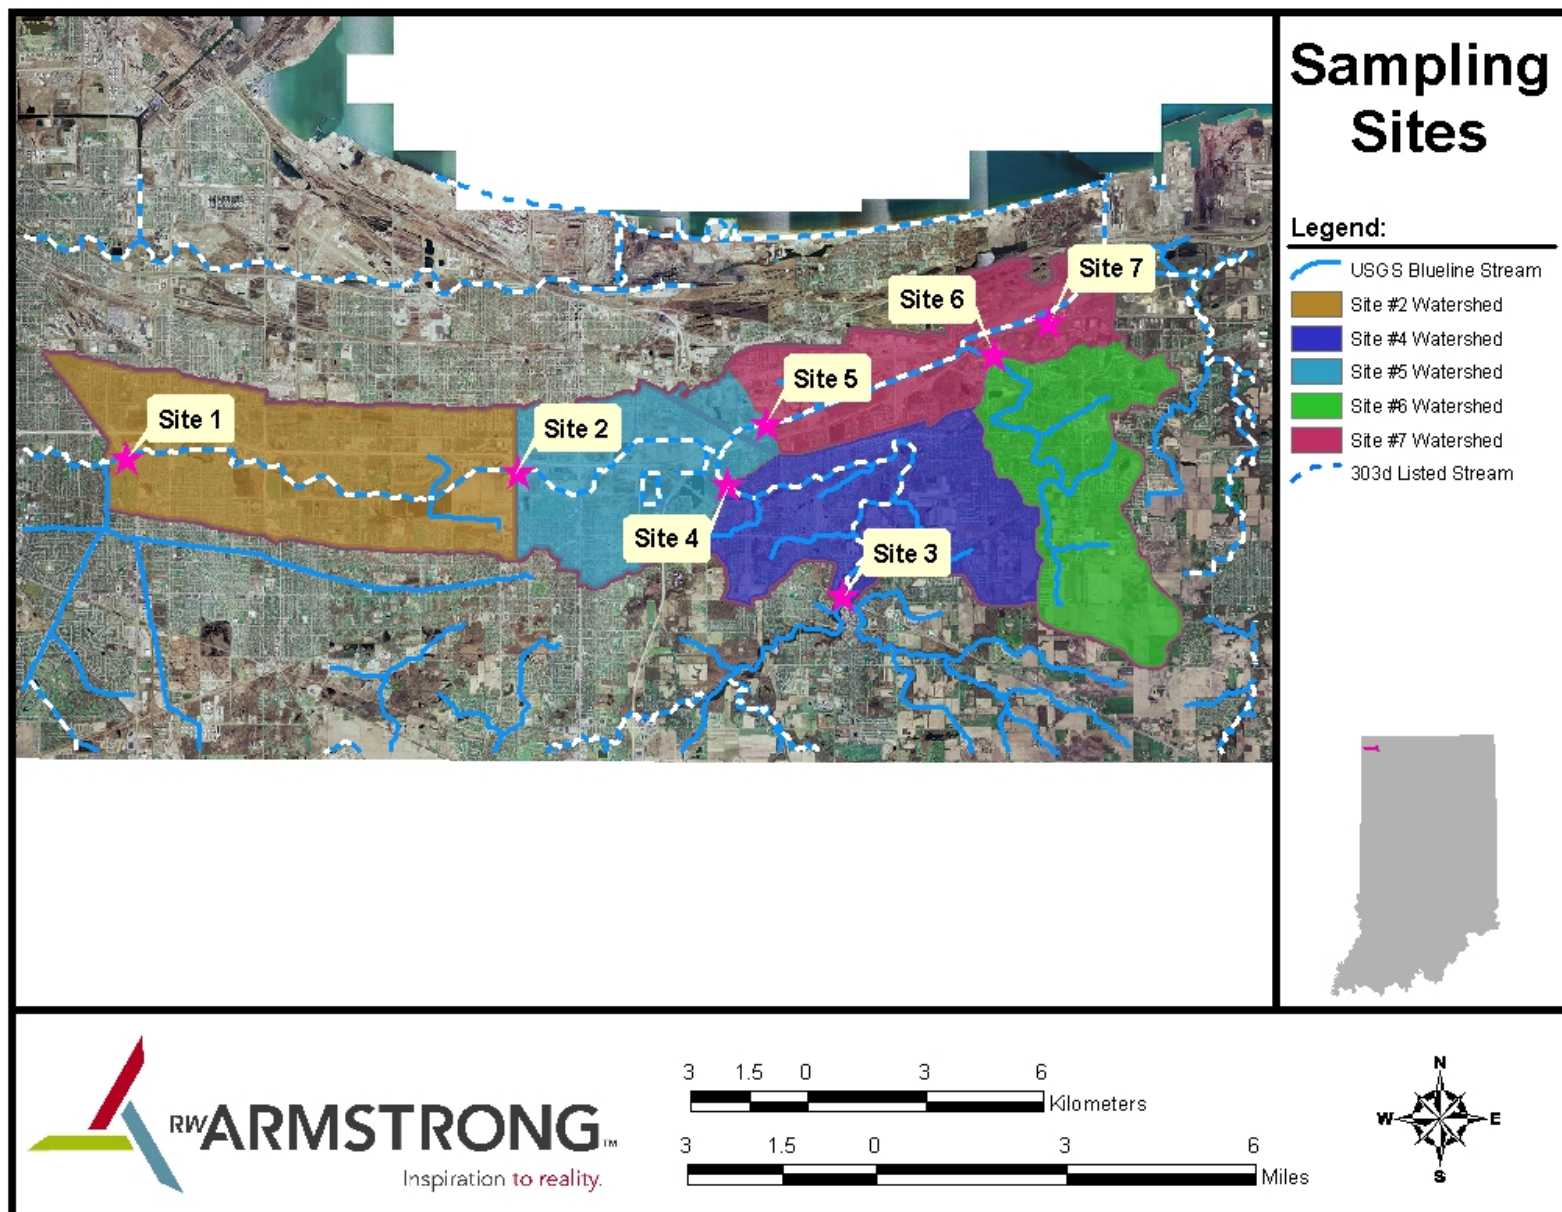 Sampling
Sites
Legend:
USGS Blueline Stream
Site #2 Watershed
Site #4 Watershed
Site #5 Watershed
Site #6 Watershed
Site #7 Watershed
303d Listed Stream
Site 7
Site 6
Site 5
Site 1
Site 2
Site 4
Site 3
RWARMSTRONG™
Inspiration to reality.
3 1.5 0 3 6
Kilometers
3 1.5 0 3 6
Miles
N
W E
S